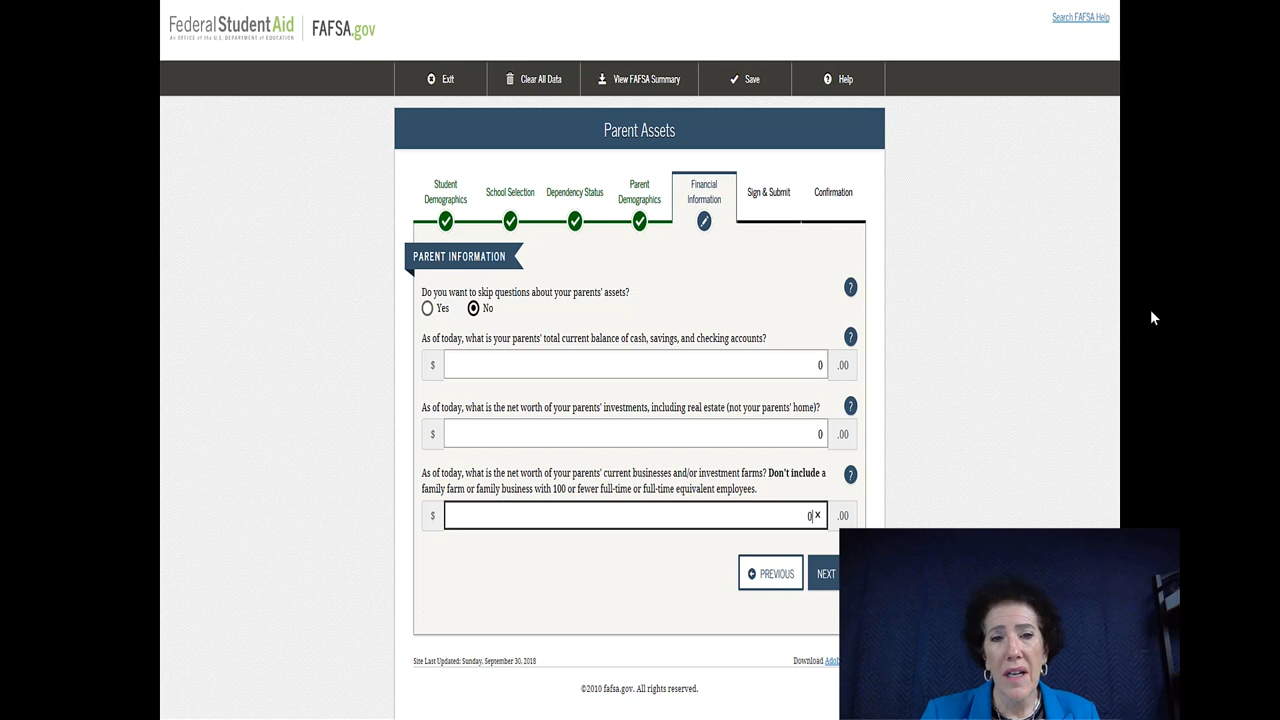 FederalStudentAid
An OFFICE of the U.S. DEPARTMENT of EDUCATION
FAFSA.gov
Search FAFSA Help
Exit
Clear All Data
View FAFSA Summary
Save
Help
Parent Assets
Student Demographics
School Selection
Dependency Status
Parent Demographics
Financial Information
Sign & Submit
Confirmation
PARENT INFORMATION
Do you want to skip questions about your parents' assets?
?
Yes
No
As of today, what is your parents' total current balance of cash, savings, and checking accounts?
?
$ 0 .00
As of today, what is the net worth of your parents' investments, including real estate (not your parents' home)?
?
$ 0 .00
As of today, what is the net worth of your parents' current businesses and/or investment farms? Don't include a
family farm or family business with 100 or fewer full-time or full-time equivalent employees.
?
$ 0 × .00
PREVIOUS
NEXT
Site Last Updated: Sunday, September 30, 2018
Download Adob
©2010 fafsa.gov. All rights reserved.